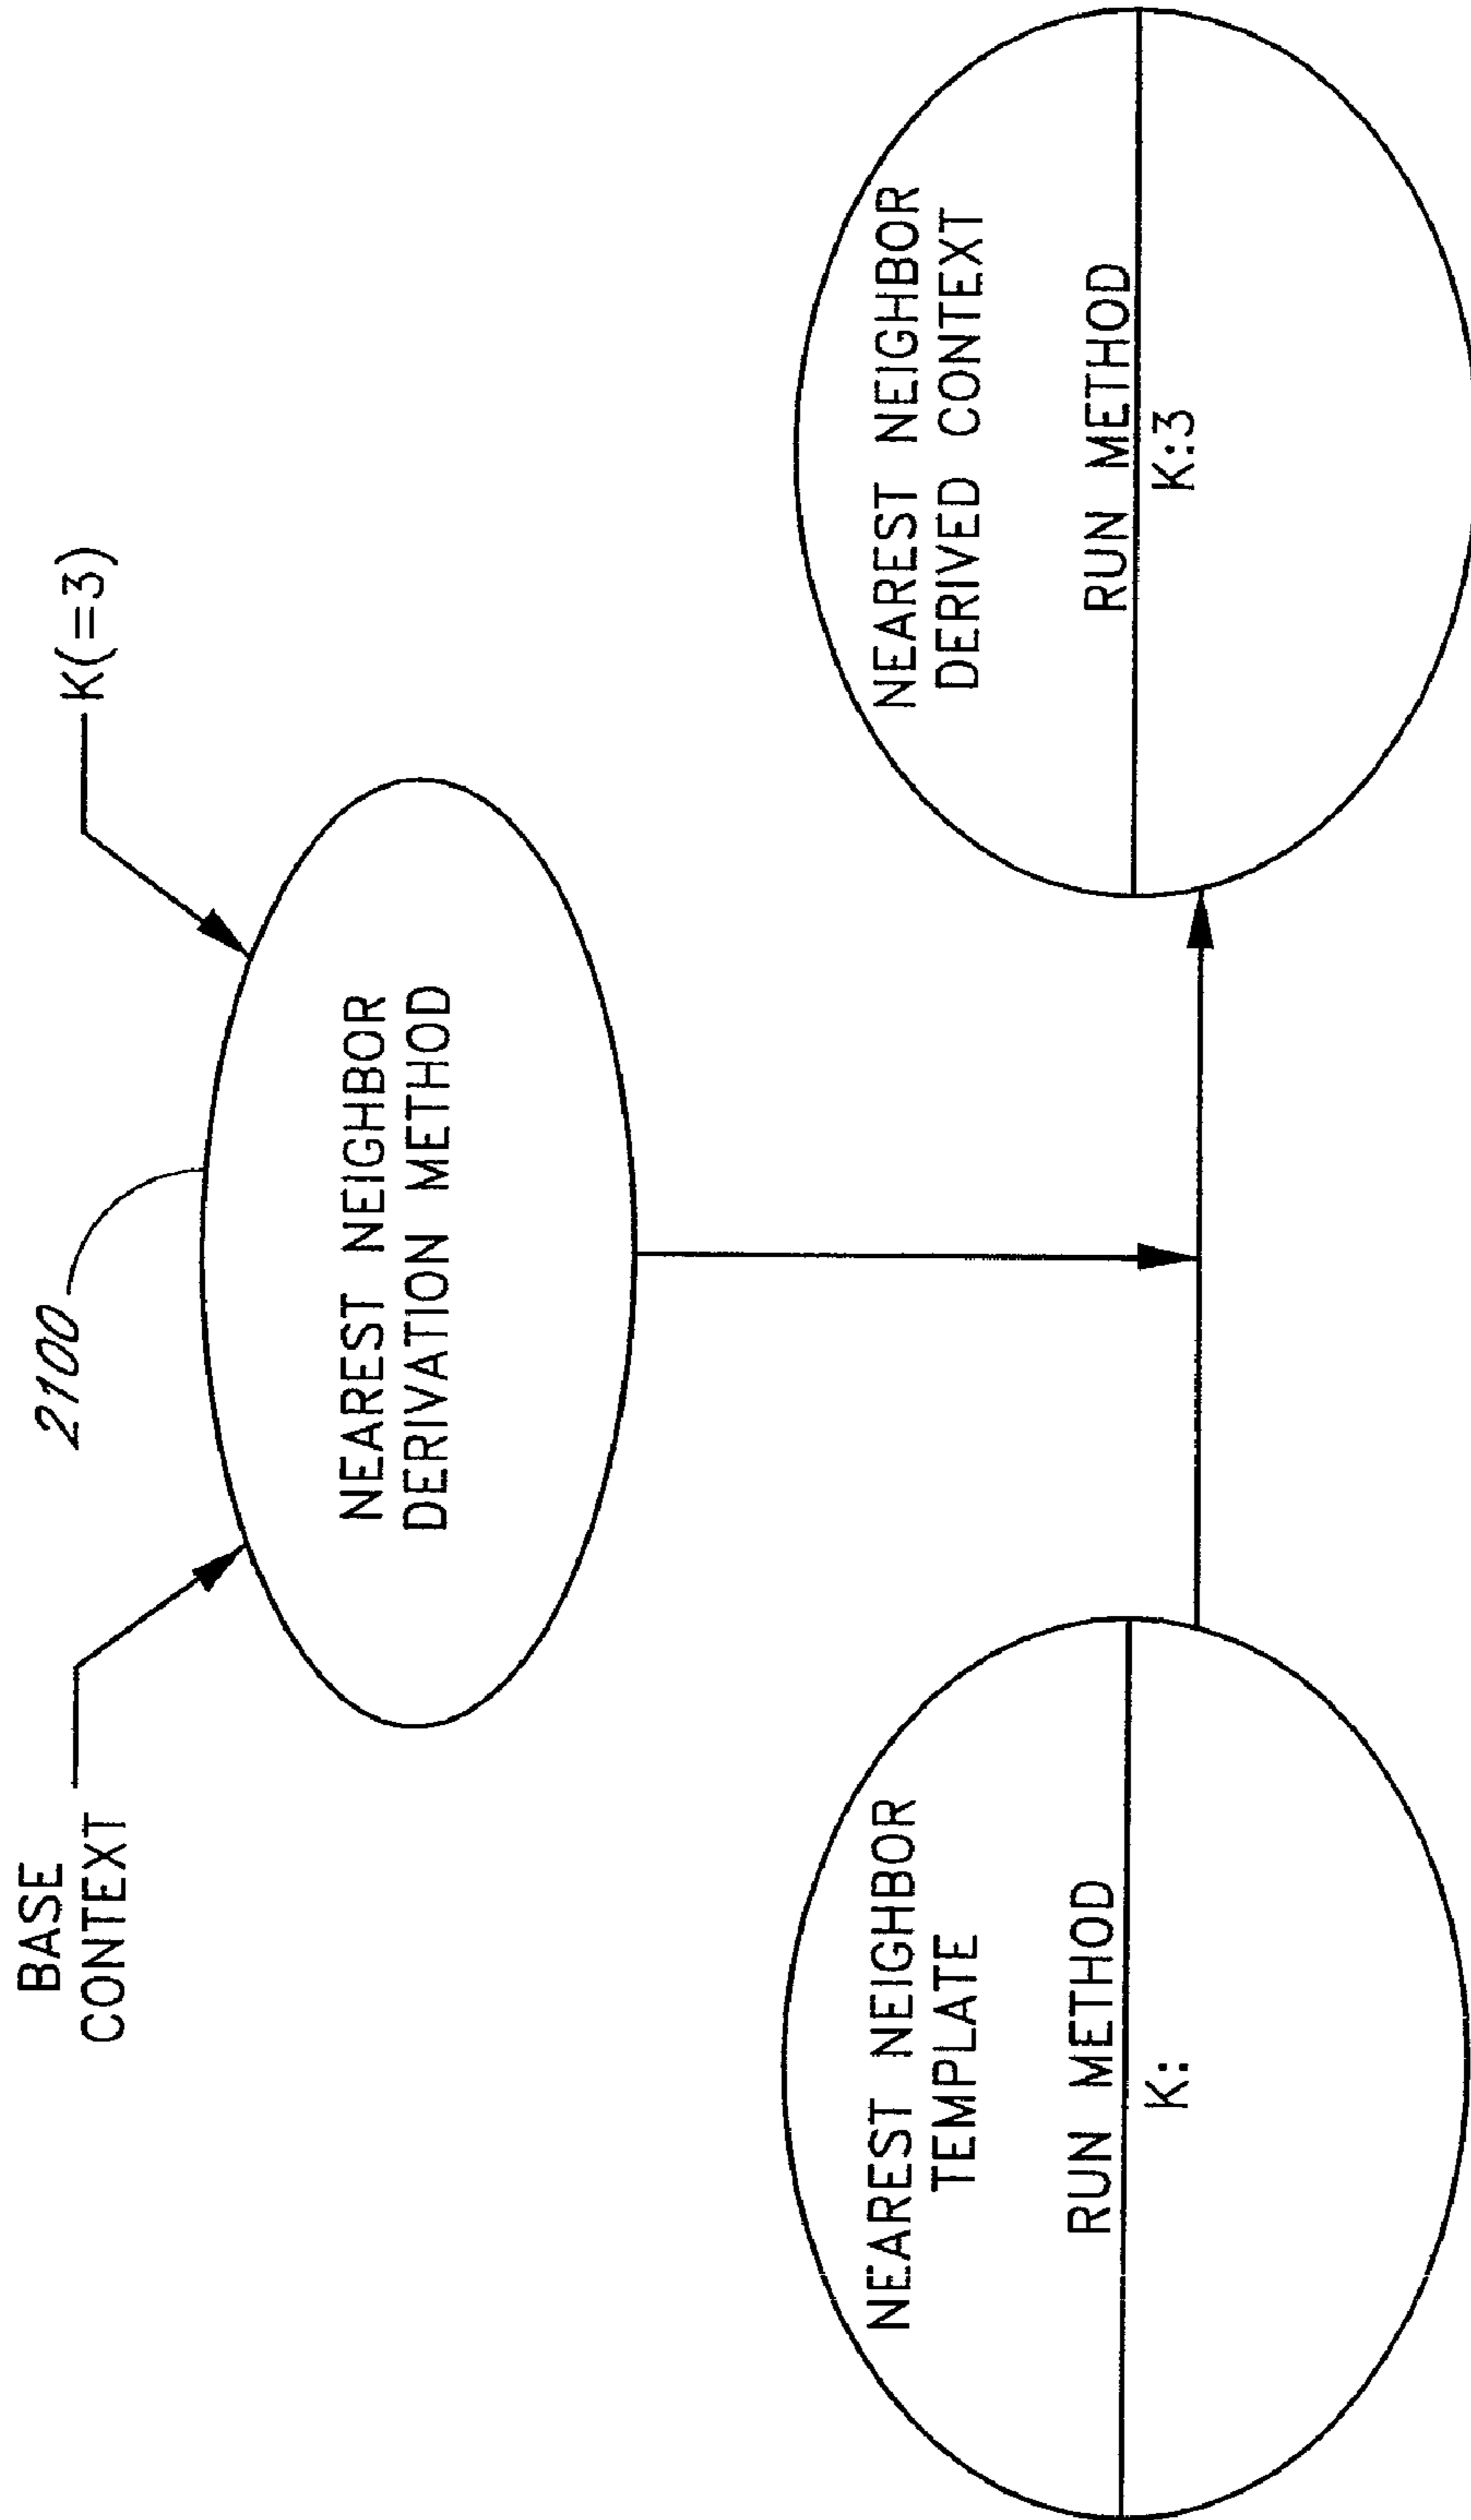 2100
BASE
CONTEXT
K(=3)
NEAREST NEIGHBOR
DERIVATION METHOD
NEAREST NEIGHBOR
TEMPLATE
RUN METHOD
K:
NEAREST NEIGHBOR
DERIVED CONTEXT
RUN METHOD
K:3